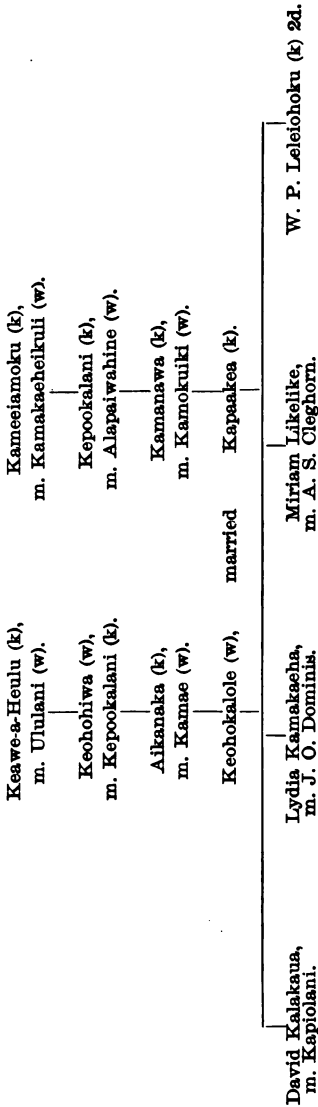 Keawe-a-Heulu (k),
m. Ululani (w).
Keohohiwa (w),
m. Kepookalani (k).
Aikanaka (k),
m. Kamae (w).
Keohokalole (w),
married
Kameeiamoku (k),
m. Kamakaeheikuli (w).
Kepookalani (k),
m. Alapaiwahine (w).
Kamanawa (k),
m. Kamokuiki (w).
Kapaakea (k).
David Kalakaua,
m. Kapiolani.
Lydia Kamakaeha,
m. J. O. Dominis.
Miriam Likelike,
m. A. S. Cleghorn.
W. P. Leleiohoku (k) 2d.